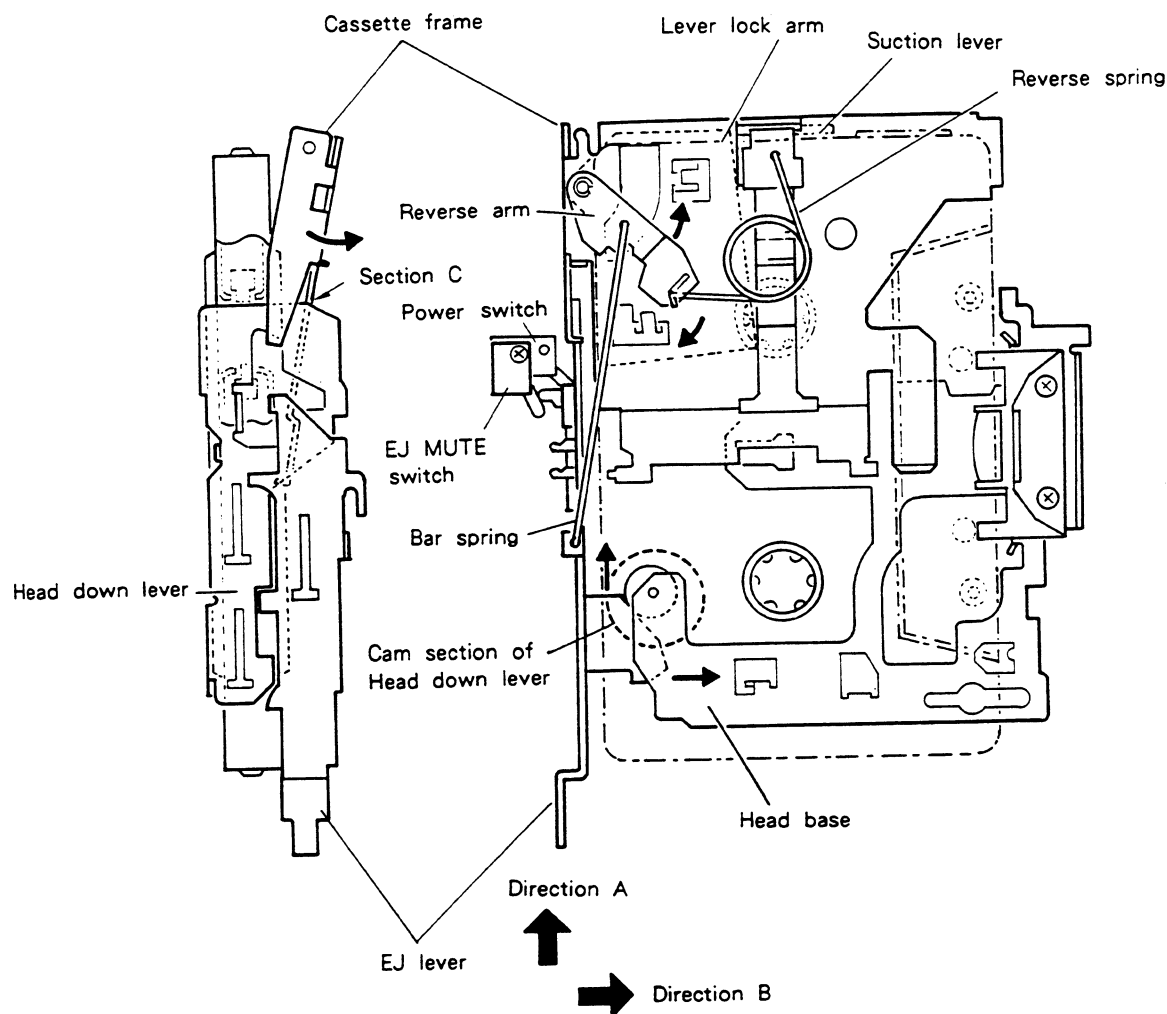 Cassette frame
Lever lock arm
Suction lever
Reverse spring
Reverse arm
Section C
Power switch
EJ MUTE
switch
Bar spring
Head down lever
Cam section of
Head down lever
Head base
Direction A
EJ lever
Direction B